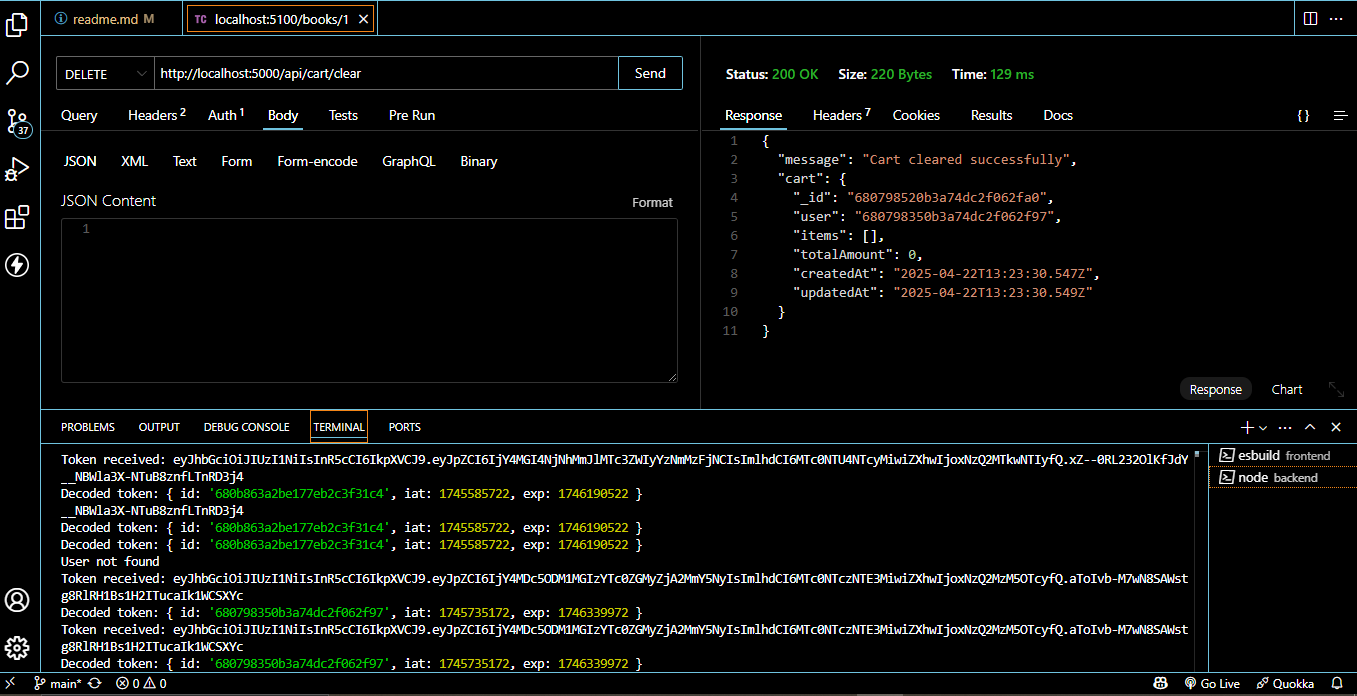 readme.md M
TC localhost:5100/books/1
DELETE
http://localhost:5000/api/cart/clear
Send
Query Headers 2 Auth 1 Body Tests Pre Run
JSON XML Text Form Form-encode GraphQL Binary
JSON Content
Format
1
Status: 200 OK Size: 220 Bytes Time: 129 ms
Response Headers 7 Cookies Results Docs
{}
1 {
2 "message": "Cart cleared successfully",
3 "cart": {
4 "_id": "680798520b3a74dc2f062fa0",
5 "user": "680798350b3a74dc2f062f97",
6 "items": [],
7 "totalAmount": 0,
8 "createdAt": "2025-04-22T13:23:30.547Z",
9 "updatedAt": "2025-04-22T13:23:30.549Z"
10 }
11 }
Response Chart
37
PROBLEMS OUTPUT DEBUG CONSOLE TERMINAL PORTS
Token received: eyJhbGciOiJIUzI1NiIsInR5cCI6IkpXVCJ9.eyJpZCI6IjY4MGI4NjNhMmJlMTc3ZWIyYzNmMzFjNCIsImlhdCI6MTc0NTU4NTcyMiwiZXhwIjoxNzQ2MTkwNTIyfQ.xZ--0RL232OlKfJdY
__NBWla3X-NTuB8znfLTnRD3j4
Decoded token: { id: '680b863a2be177eb2c3f31c4', iat: 1745585722, exp: 1746190522 }
__NBWla3X-NTuB8znfLTnRD3j4
Decoded token: { id: '680b863a2be177eb2c3f31c4', iat: 1745585722, exp: 1746190522 }
Decoded token: { id: '680b863a2be177eb2c3f31c4', iat: 1745585722, exp: 1746190522 }
User not found
Token received: eyJhbGciOiJIUzI1NiIsInR5cCI6IkpXVCJ9.eyJpZCI6IjY4MDc5ODM1MGIzYTc0ZGMyZjA2MmY5NyIsImlhdCI6MTc0NTczNTE3MiwiZXhwIjoxNzQ2MzM5OTcyfQ.aToIvb-M7wN8SAWst
g8RlRH1Bs1H2ITucaIk1WCSXYc
Decoded token: { id: '680798350b3a74dc2f062f97', iat: 1745735172, exp: 1746339972 }
Token received: eyJhbGciOiJIUzI1NiIsInR5cCI6IkpXVCJ9.eyJpZCI6IjY4MDc5ODM1MGIzYTc0ZGMyZjA2MmY5NyIsImlhdCI6MTc0NTczNTE3MiwiZXhwIjoxNzQ2MzM5OTcyfQ.aToIvb-M7wN8SAWst
g8RlRH1Bs1H2ITucaIk1WCSXYc
Decoded token: { id: '680798350b3a74dc2f062f97', iat: 1745735172, exp: 1746339972 }
esbuild frontend
node backend
main* 0 0 Go Live Quokka